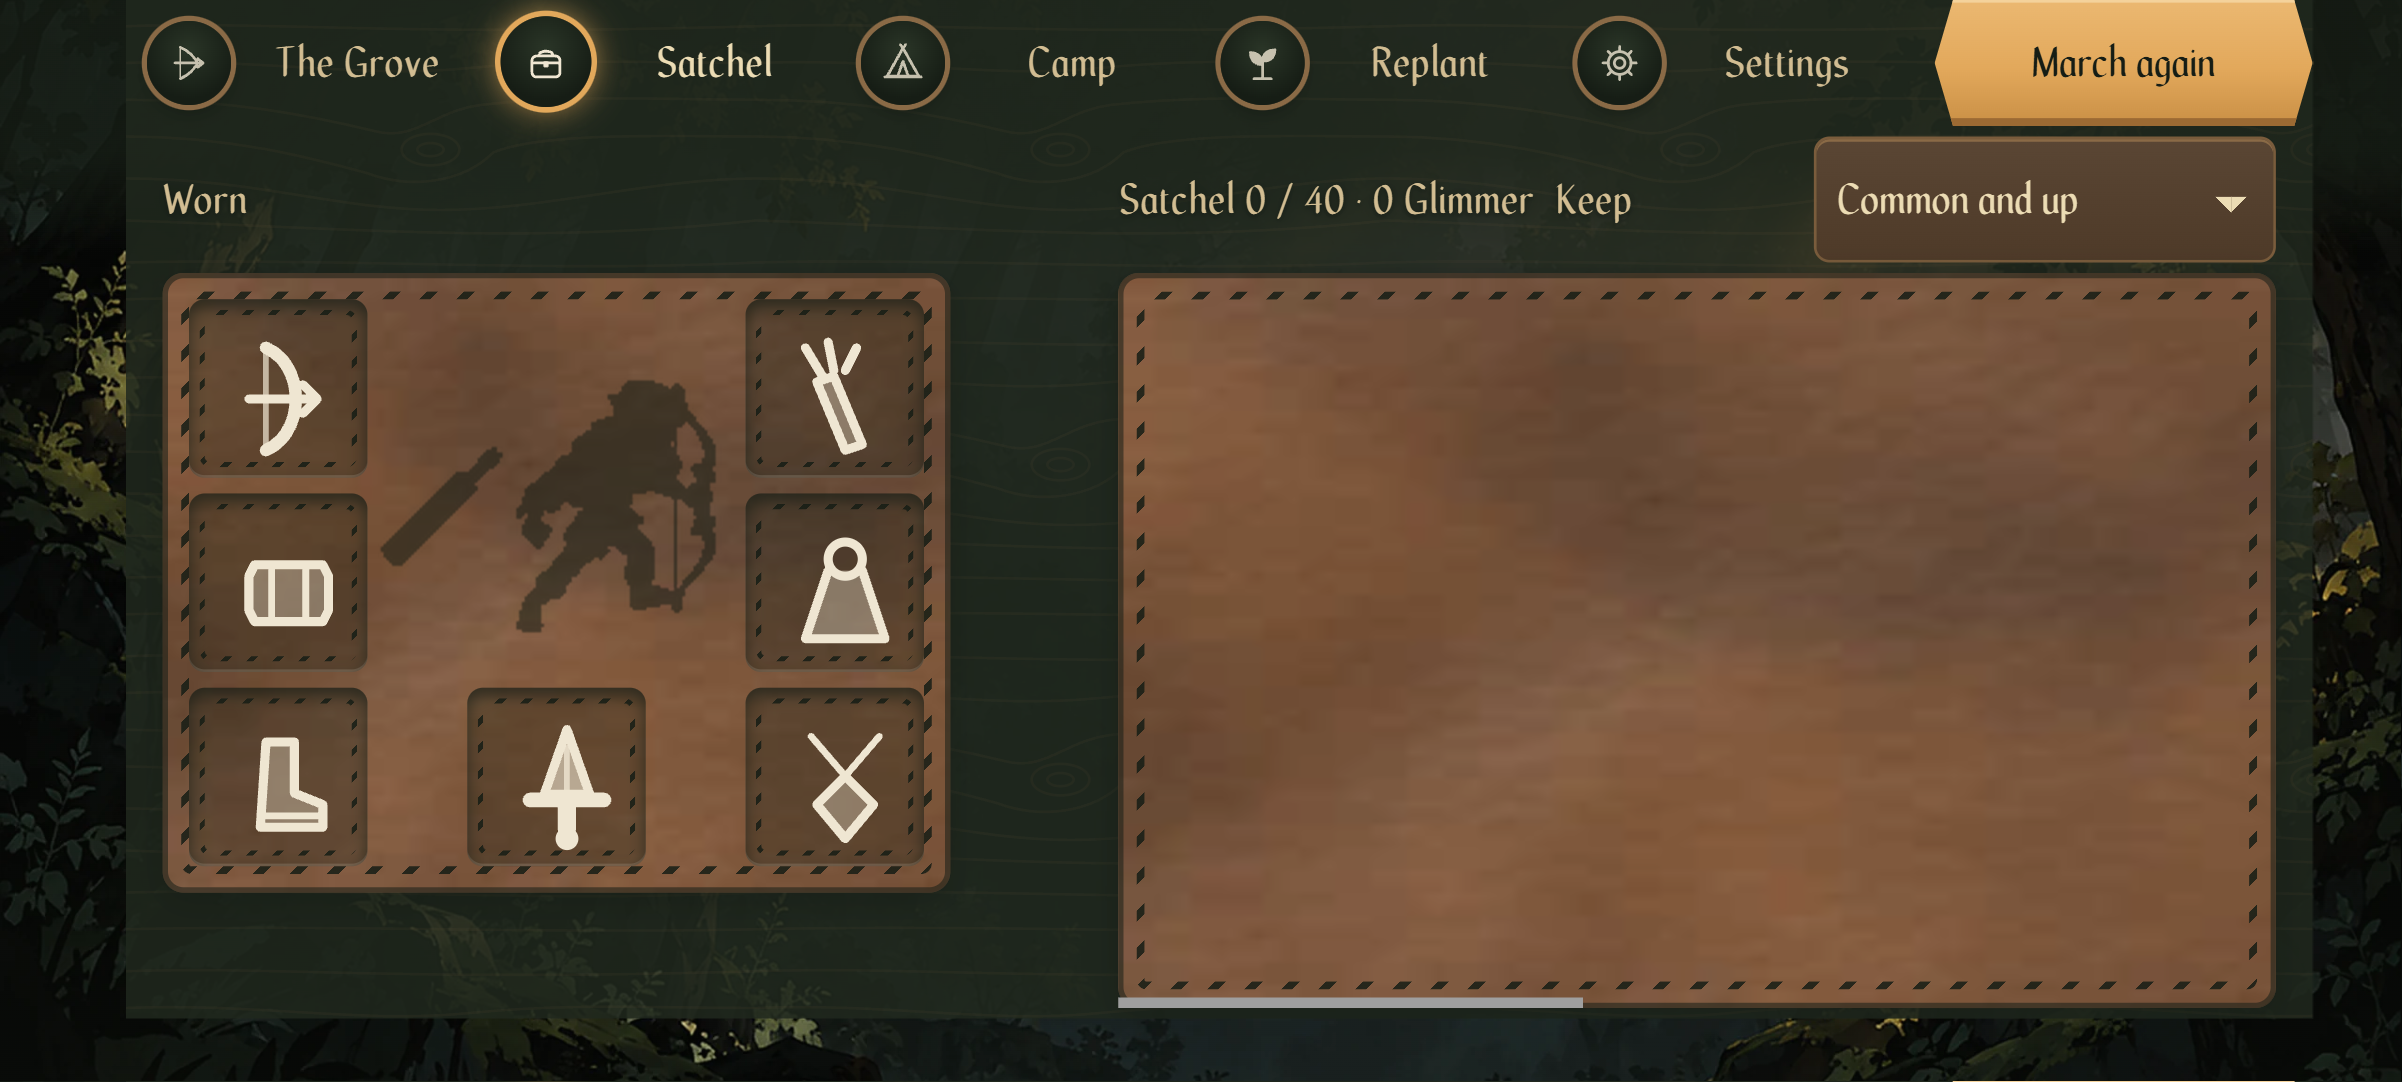 The Grove
Satchel
Camp
Replant
Settings
March again
Worn
Satchel 0 / 40 · 0 Glimmer Keep
Common and up